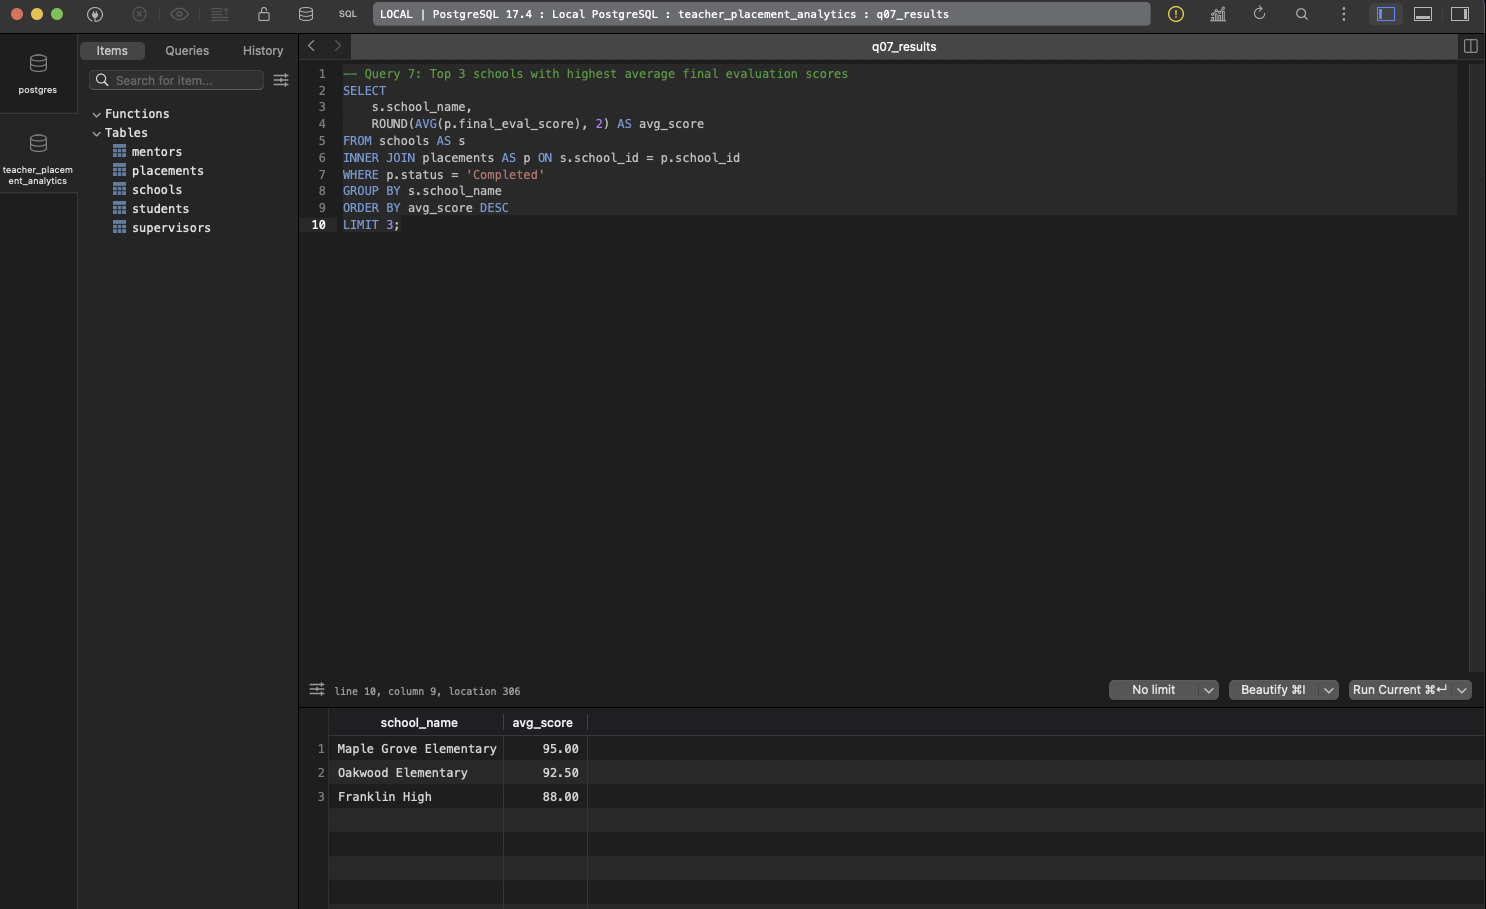 SQL
LOCAL | PostgreSQL 17.4 : Local PostgreSQL : teacher_placement_analytics : q07_results
postgres
teacher_placem
ent_analytics
Items
Queries
History
Search for item...
Functions
Tables
mentors
placements
schools
students
supervisors
q07_results
1 -- Query 7: Top 3 schools with highest average final evaluation scores
2 SELECT
3 s.school_name,
4 ROUND(AVG(p.final_eval_score), 2) AS avg_score
5 FROM schools AS s
6 INNER JOIN placements AS p ON s.school_id = p.school_id
7 WHERE p.status = 'Completed'
8 GROUP BY s.school_name
9 ORDER BY avg_score DESC
10 LIMIT 3;
line 10, column 9, location 306
No limit
Beautify ⌘I
Run Current ⌘↵
school_name avg_score
1 Maple Grove Elementary 95.00
2 Oakwood Elementary 92.50
3 Franklin High 88.00